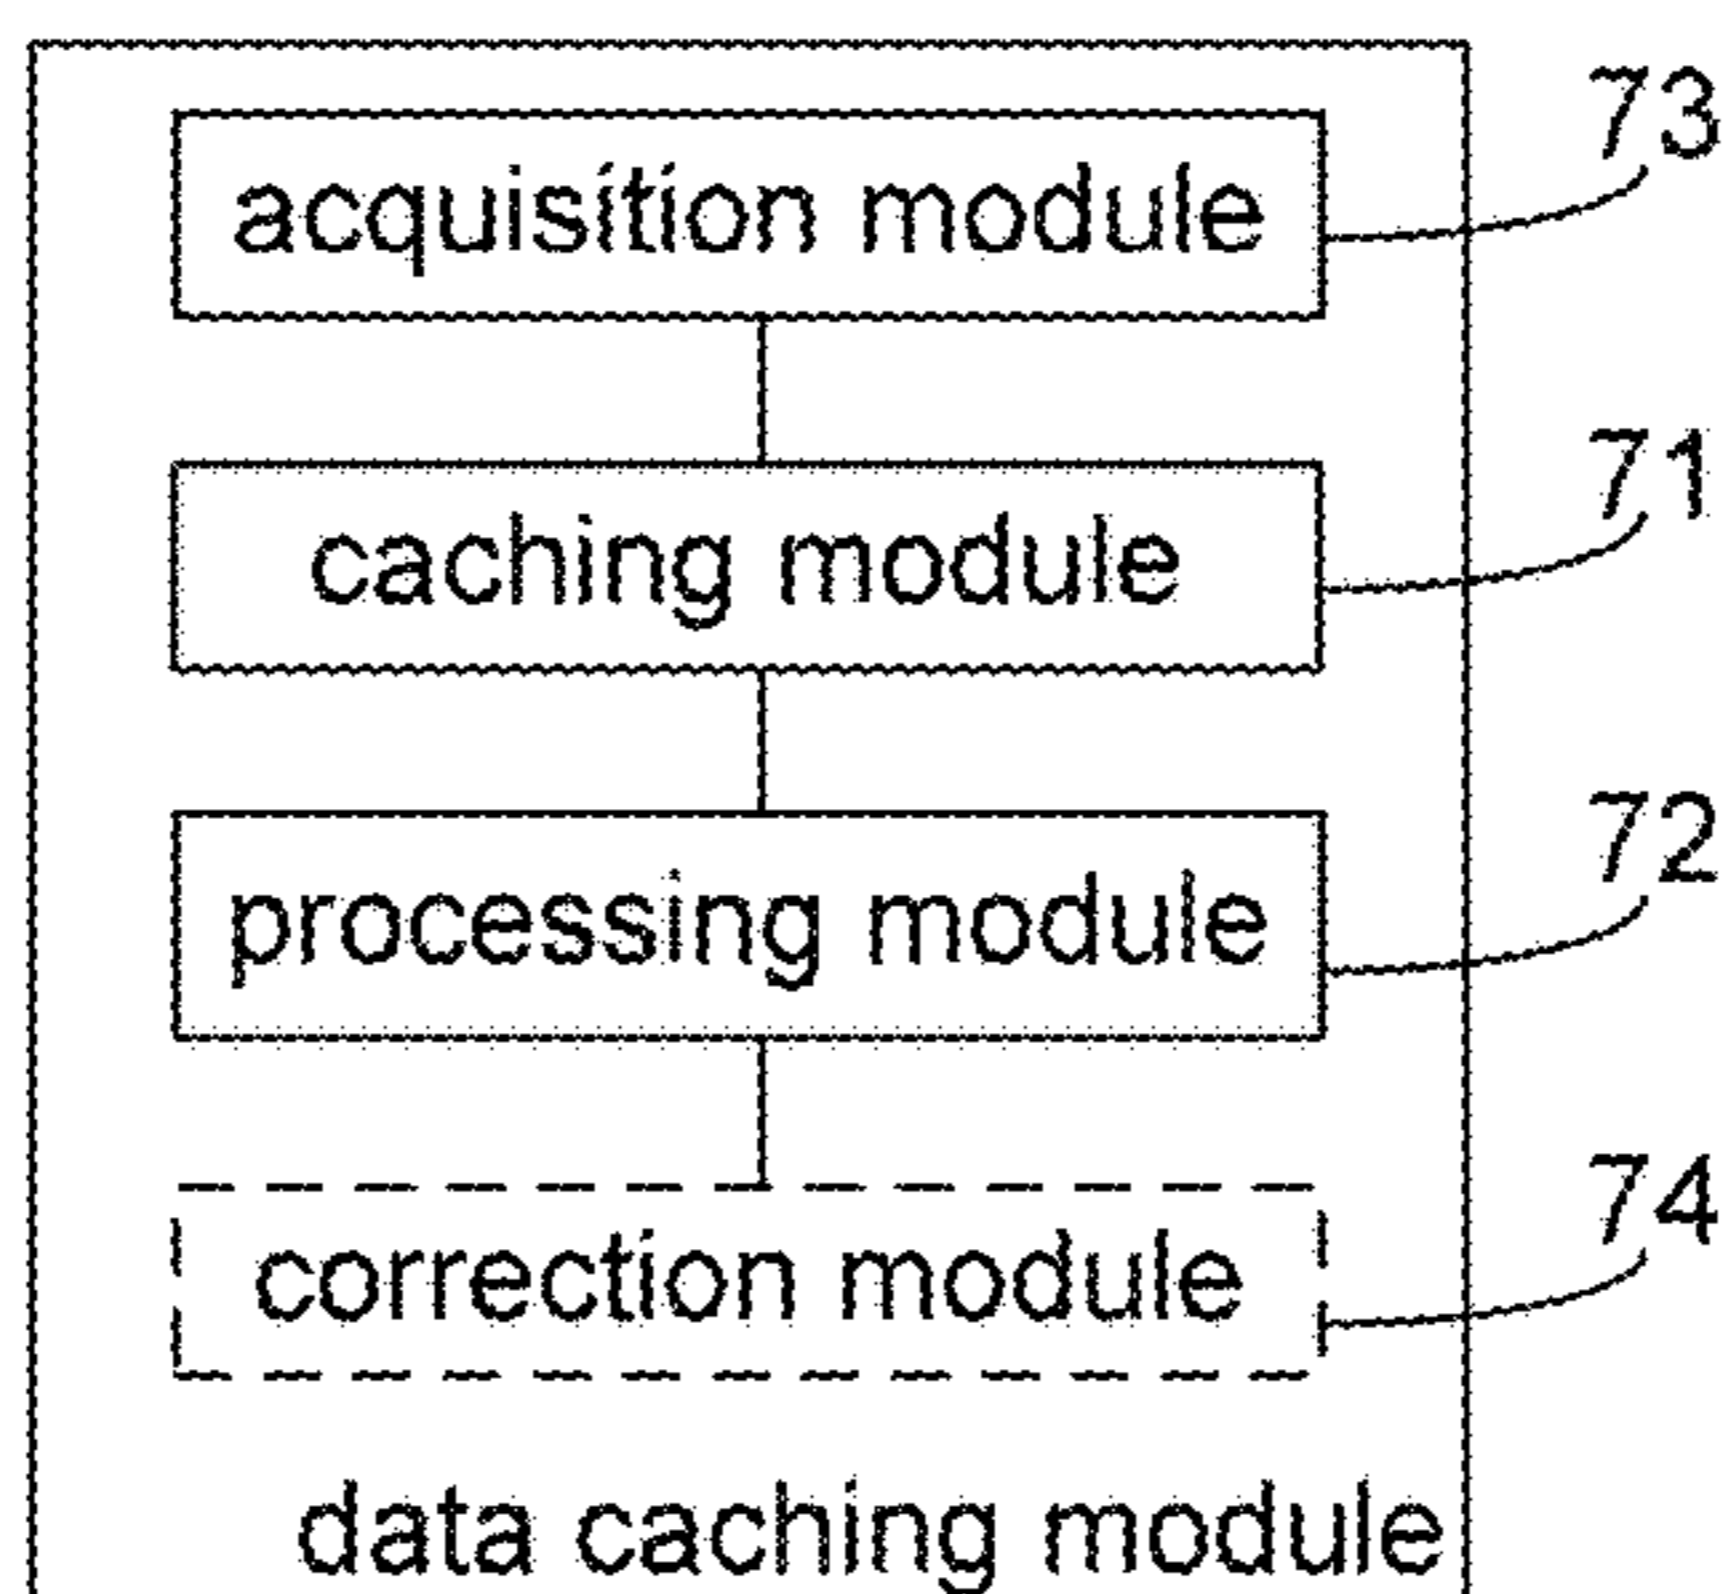 73
acquisition module
71
caching module
72
processing module
74
correction module
data caching module